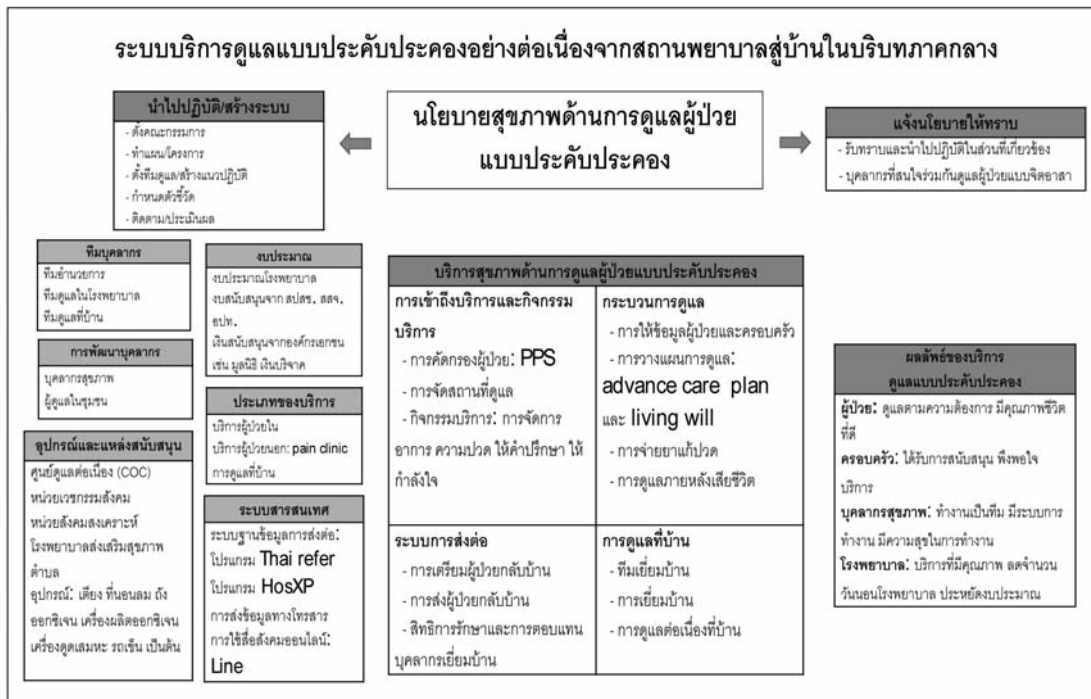 ระบบบริการดูแลแบบประคับประคองอย่างต่อเนื่องจากสถานพยาบาลสู่บ้านในบริบทภาคกลาง
นำไปปฏิบัติ/สร้างระบบ
- ตั้งคณะกรรมการ
- ทำแผน/โครงการ
- ตั้งทีมดูแล/สร้างแนวปฏิบัติ
- กำหนดตัวชี้วัด
- ติดตาม/ประเมินผล
นโยบายสุขภาพด้านการดูแลผู้ป่วย
แบบประคับประคอง
แจ้งนโยบายให้ทราบ
- รับทราบและนำไปปฏิบัติในส่วนที่เกี่ยวข้อง
- บุคลากรที่สนใจร่วมกันดูแลผู้ป่วยแบบจิตอาสา
ทีมบุคลากร
ทีมอำนวยการ
ทีมดูแลในโรงพยาบาล
ทีมดูแลที่บ้าน
การพัฒนาบุคลากร
บุคลากรสุขภาพ
ผู้ดูแลในชุมชน
อุปกรณ์และแหล่งสนับสนุน
ศูนย์ดูแลต่อเนื่อง (COC)
หน่วยเวชกรรมสังคม
หน่วยสังคมสงเคราะห์
โรงพยาบาลส่งเสริมสุขภาพ
ตำบล
อุปกรณ์: เตียง ที่นอนลม ถัง
ออกซิเจน เครื่องผลิตออกซิเจน
เครื่องดูดเสมหะ รถเข็น เป็นต้น
งบประมาณ
งบประมาณโรงพยาบาล
งบสนับสนุนจาก สปสช. สสจ.
อปท.
เงินสนับสนุนจากองค์กรเอกชน
เช่น มูลนิธิ เงินบริจาค
ประเภทของบริการ
บริการผู้ป่วยใน
บริการผู้ป่วยนอก: pain clinic
การดูแลที่บ้าน
ระบบสารสนเทศ
ระบบฐานข้อมูลการส่งต่อ:
โปรแกรม Thai refer
โปรแกรม HosXP
การส่งข้อมูลทางโทรสาร
การใช้สื่อสังคมออนไลน์:
Line
บริการสุขภาพด้านการดูแลผู้ป่วยแบบประคับประคอง
การเข้าถึงบริการและกิจกรรม
บริการ
- การคัดกรองผู้ป่วย: PPS
- การจัดสถานที่ดูแล
- กิจกรรมบริการ: การจัดการ
อาการ ความปวด ให้คำปรึกษา ให้
กำลังใจ
กระบวนการดูแล
- การให้ข้อมูลผู้ป่วยและครอบครัว
- การวางแผนการดูแล:
advance care plan
และ living will
- การจ่ายยาแก้ปวด
- การดูแลภายหลังเสียชีวิต
ระบบการส่งต่อ
- การเตรียมผู้ป่วยกลับบ้าน
- การส่งผู้ป่วยกลับบ้าน
- สิทธิการรักษาและการตอบแทน
บุคลากรเยี่ยมบ้าน
การดูแลที่บ้าน
- ทีมเยี่ยมบ้าน
- การเยี่ยมบ้าน
- การดูแลต่อเนื่องที่บ้าน
ผลลัพธ์ของบริการ
ดูแลแบบประคับประคอง
ผู้ป่วย: ดูแลตามความต้องการ มีคุณภาพชีวิต
ที่ดี
ครอบครัว: ได้รับการสนับสนุน พึงพอใจ
บริการ
บุคลากรสุขภาพ: ทำงานเป็นทีม มีระบบการ
ทำงาน มีความสุขในการทำงาน
โรงพยาบาล: บริการที่มีคุณภาพ ลดจำนวน
วันนอนโรงพยาบาล ประหยัดงบประมาณ